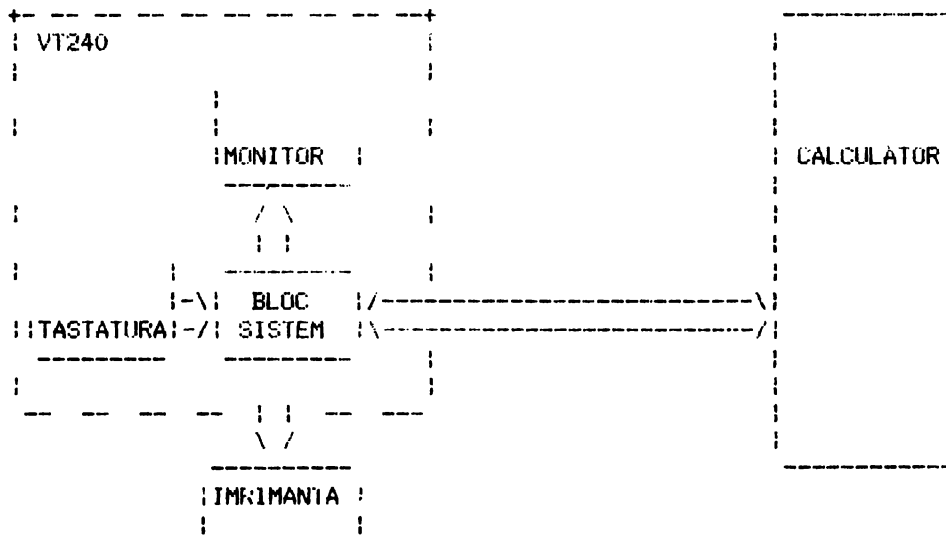 VT240
MONITOR
CALCULATOR
BLOC
SISTEM
TASTATURA
IMRIMANTA